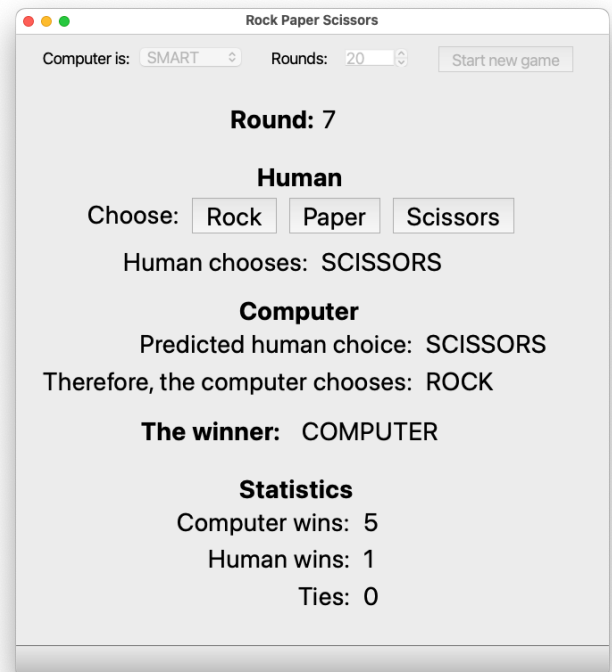 Rock Paper Scissors
Computer is: SMART Rounds: 20 Start new game
Round: 7
Human
Choose: Rock Paper Scissors
Human chooses: SCISSORS
Computer
Predicted human choice: SCISSORS
Therefore, the computer chooses: ROCK
The winner: COMPUTER
Statistics
Computer wins: 5
Human wins: 1
Ties: 0